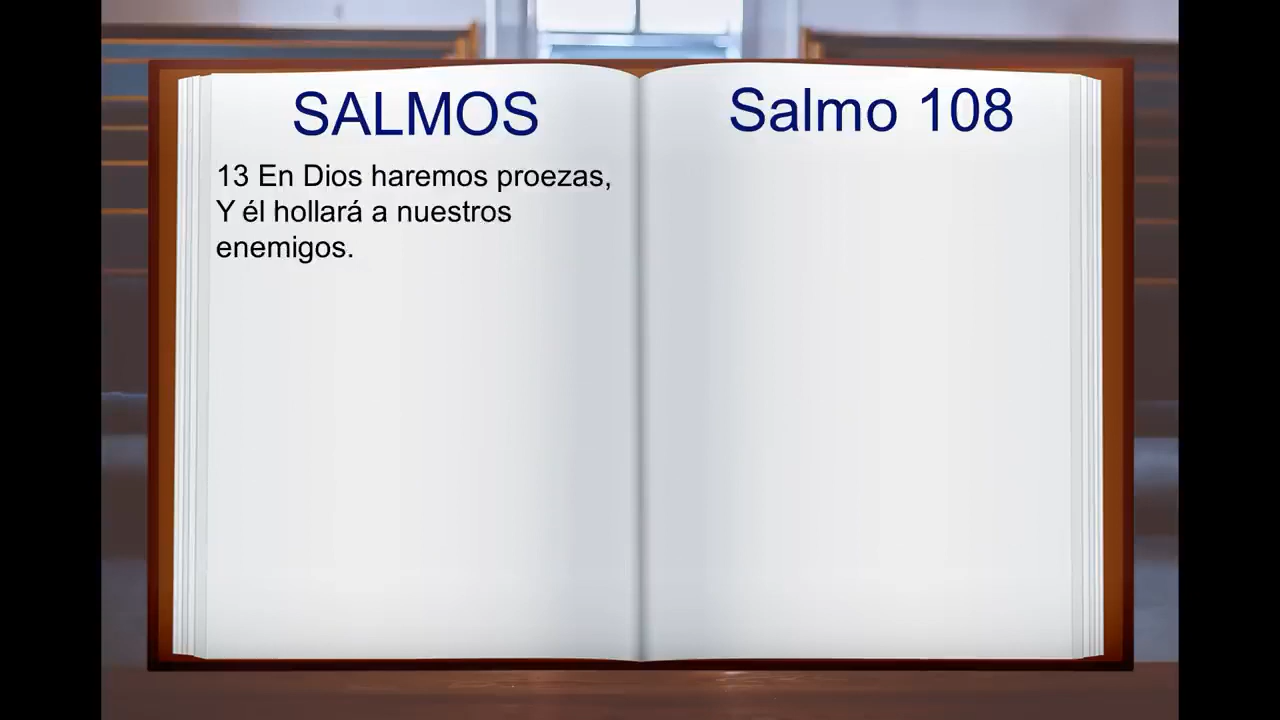 SALMOS
13 En Dios haremos proezas,
Y él hollará a nuestros
enemigos.
Salmo 108